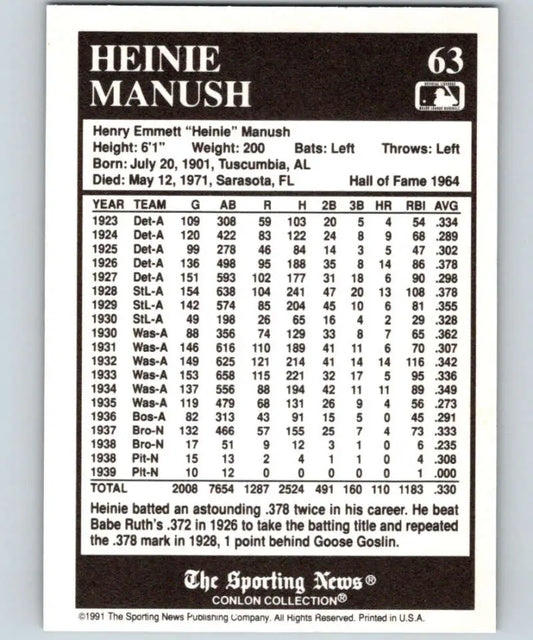 HEINIE 63
MANUSH
Henry Emmett "Heinie" Manush
Height: 6'1" Weight: 200 Bats: Left Throws: Left
Born: July 20, 1901, Tuscumbia, AL
Died: May 12, 1971, Sarasota, FL Hall of Fame 1964
YEAR TEAM G AB R H 2B 3B HR RBI AVG
1923 Det-A 109 308 59 103 20 5 4 54 .334
1924 Det-A 120 422 83 122 24 8 9 68 .289
1925 Det-A 99 278 46 84 14 3 5 47 .302
1926 Det-A 136 498 95 188 35 8 14 86 .378
1927 Det-A 151 593 102 177 31 18 6 90 .298
1928 StL-A 154 638 104 241 47 20 13 108 .378
1929 StL-A 142 574 85 204 45 10 6 81 .355
1930 StL-A 49 198 26 65 16 4 2 29 .328
1930 Was-A 88 356 74 129 33 8 7 65 .362
1931 Was-A 146 616 110 189 41 11 6 70 .307
1932 Was-A 149 625 121 214 41 14 14 116 .342
1933 Was-A 153 658 115 221 32 17 5 95 .336
1934 Was-A 137 556 88 194 42 11 11 89 .349
1935 Was-A 119 479 68 131 26 9 4 56 .273
1936 Bos-A 82 313 43 91 15 5 0 45 .291
1937 Bro-N 132 466 57 155 25 7 4 73 .333
1938 Bro-N 17 51 9 12 3 1 0 6 .235
1938 Pit-N 15 13 2 4 1 1 0 4 .308
1939 Pit-N 10 12 0 0 0 0 0 1 .000
TOTAL 2008 7654 1287 2524 491 160 110 1183 .330
Heinie batted an astounding .378 twice in his career. He beat
Babe Ruth's .372 in 1926 to take the batting title and repeated
the .378 mark in 1928, 1 point behind Goose Goslin.
The Sporting News®
CONLON COLLECTION®
©1991 The Sporting News Publishing Company. All Rights Reserved. Printed in U.S.A.